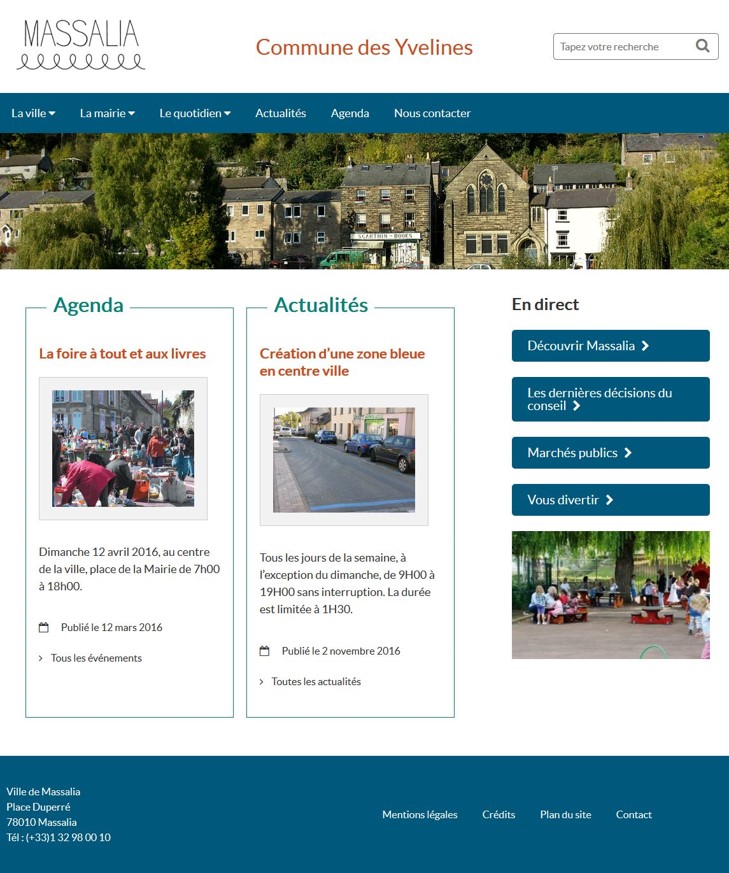 MASSALIA
Commune des Yvelines
Tapez votre recherche
La ville
La mairie
Le quotidien
Actualités
Agenda
Nous contacter
SCARTHIN - BOOKS
Agenda
La foire à tout et aux livres
Dimanche 12 avril 2016, au centre
de la ville, place de la Mairie de 7h00
à 18h00.
Publié le 12 mars 2016
Tous les événements
Actualités
Création d’une zone bleue
en centre ville
Tous les jours de la semaine, à
l’exception du dimanche, de 9H00 à
19H00 sans interruption. La durée
est limitée à 1H30.
Publié le 2 novembre 2016
Toutes les actualités
En direct
Découvrir Massalia
Les dernières décisions du
conseil
Marchés publics
Vous divertir
Ville de Massalia
Place Duperré
78010 Massalia
Tél : (+33)1 32 98 00 10
Mentions légales
Crédits
Plan du site
Contact